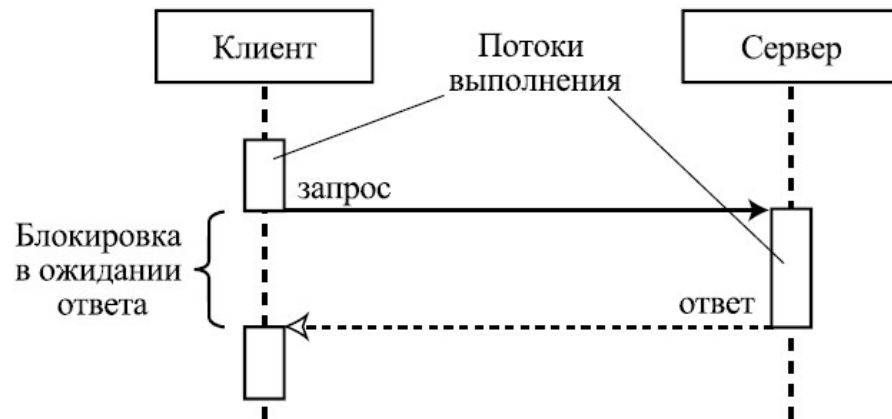 Клиент
Потоки
выполнения
Сервер
запрос
Блокировка
в ожидании
ответа
ответ